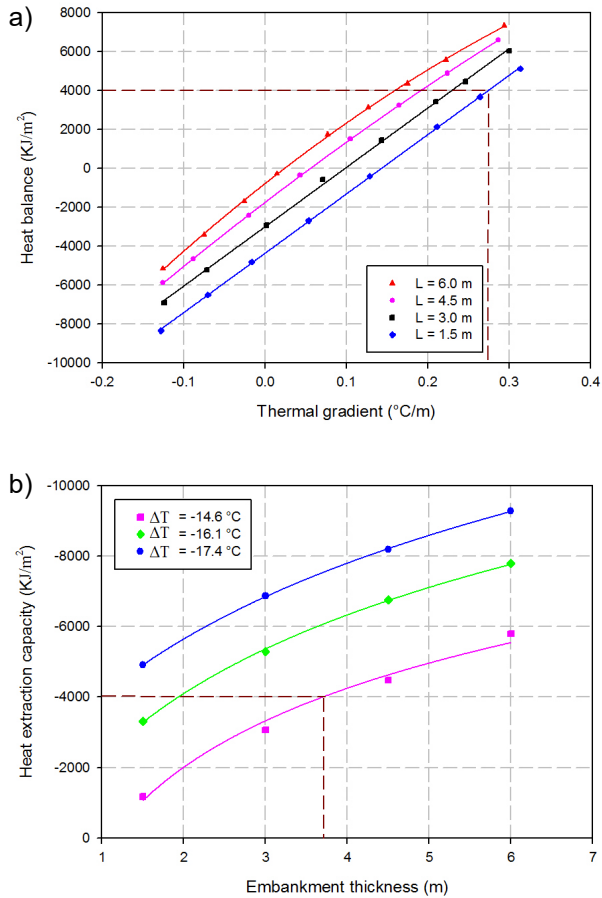 a)
8000
6000
4000
2000
0
-2000
-4000
-6000
-8000
-10000
Heat balance (KJ/m²)
L = 6.0 m
L = 4.5 m
L = 3.0 m
L = 1.5 m
-0.2 -0.1 0.0 0.1 0.2 0.3 0.4
Thermal gradient (°C/m)
b)
-10000
-8000
-6000
-4000
-2000
0
Heat extraction capacity (KJ/m²)
ΔT = -14.6 °C
ΔT = -16.1 °C
ΔT = -17.4 °C
1 2 3 4 5 6 7
Embankment thickness (m)